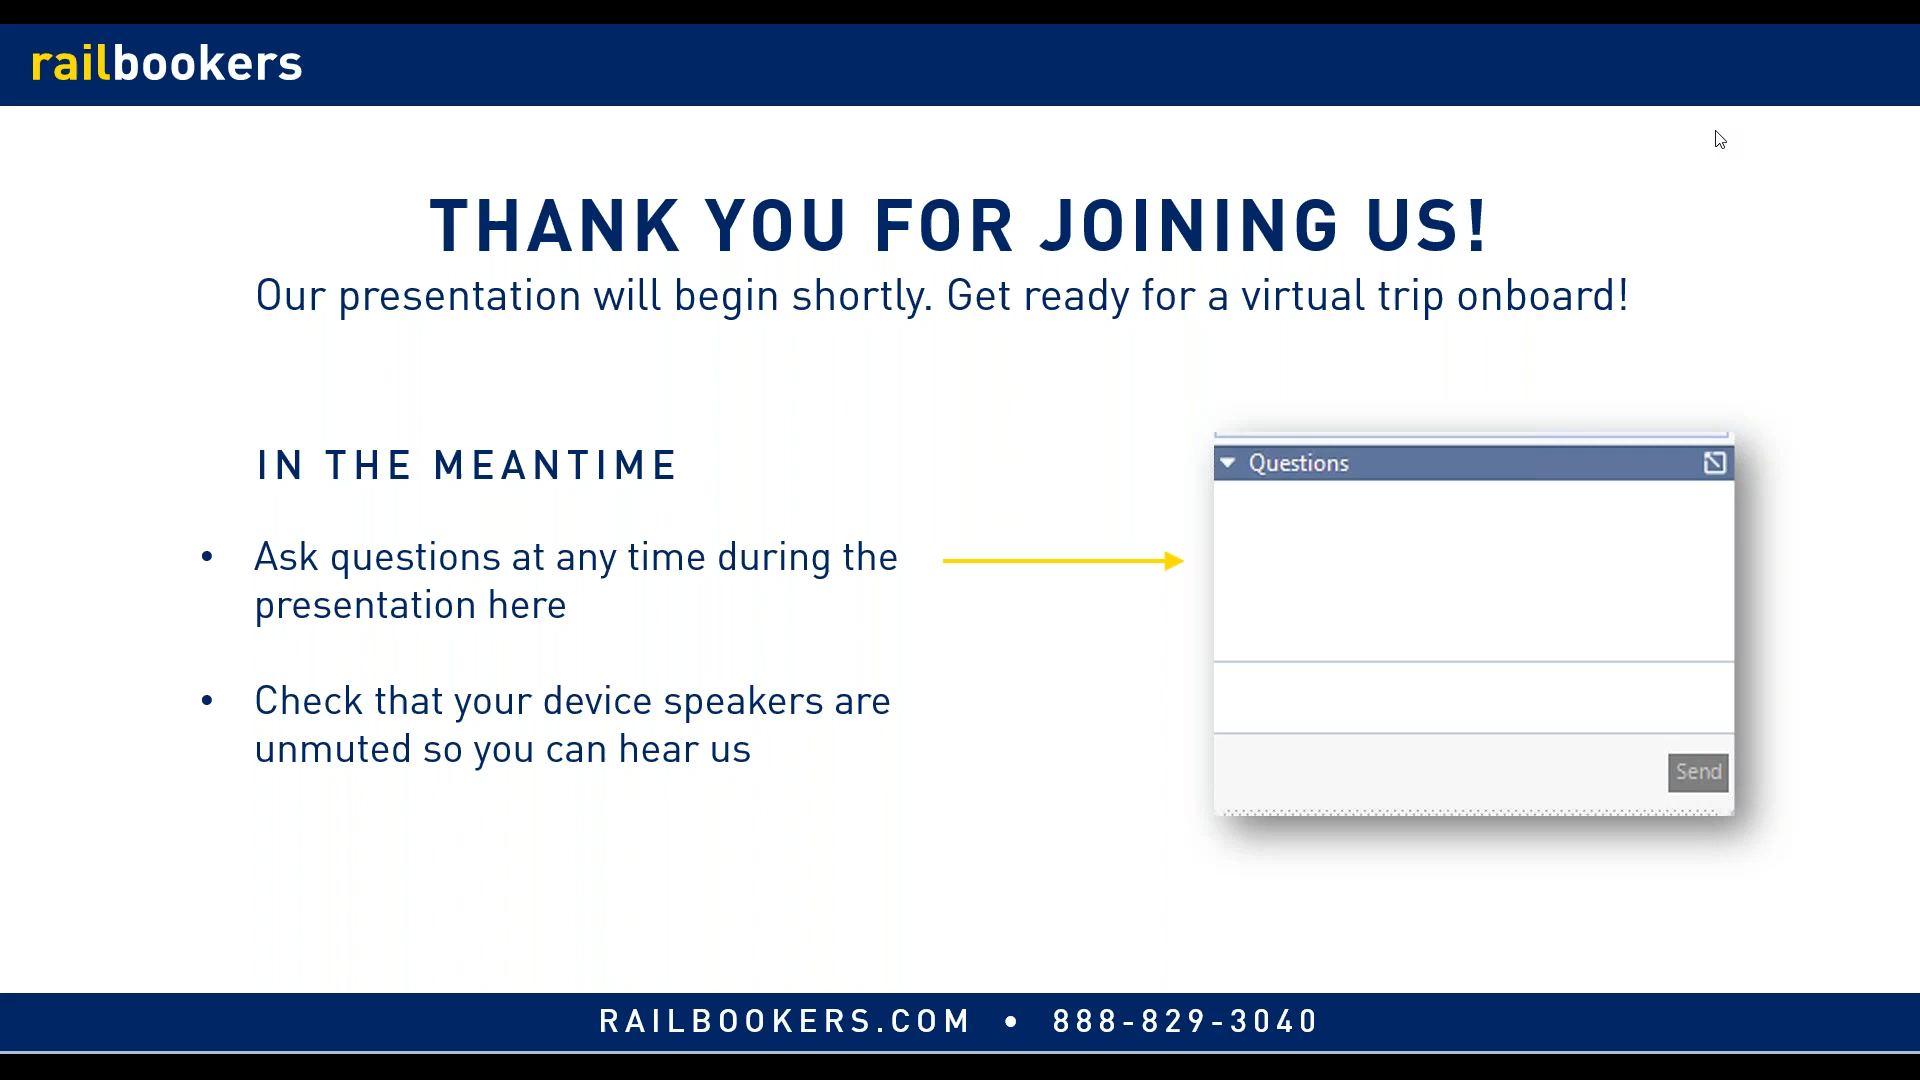 railbookers
THANK YOU FOR JOINING US!
Our presentation will begin shortly. Get ready for a virtual trip onboard!
IN THE MEANTIME
• Ask questions at any time during the
presentation here
• Check that your device speakers are
unmuted so you can hear us
Questions
Send
RAILBOOKERS.COM • 888-829-3040